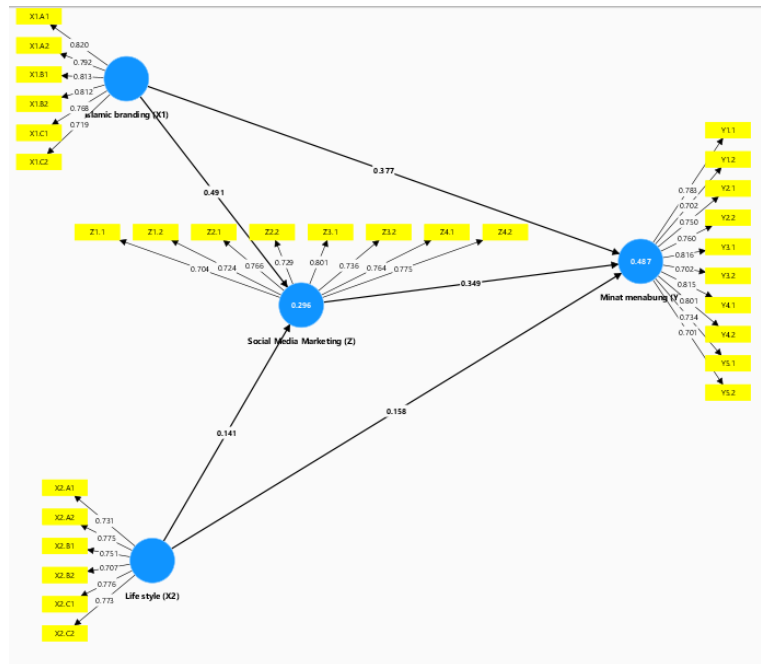 X1.A1
X1.A2
X1.B1
X1.B2
X1.C1
X1.C2
0.820
0.792
0.813
0.812
0.768
0.719
Islamic branding (X1)
0.377
0.491
Z1.1
Z1.2
Z2.1
Z2.2
Z3.1
Z3.2
Z4.1
Z4.2
0.704
0.724
0.766
0.729
0.801
0.736
0.764
0.775
0.296
Social Media Marketing (Z)
0.349
Y1.1
Y1.2
Y2.1
Y2.2
Y3.1
Y3.2
Y4.1
Y4.2
Y5.1
Y5.2
0.783
0.702
0.750
0.760
0.816
0.702
0.815
0.801
0.734
0.701
0.487
Minat menabung (Y
0.141
0.158
X2.A1
X2.A2
X2.B1
X2.B2
X2.C1
X2.C2
0.731
0.775
0.751
0.707
0.776
0.773
Life style (X2)